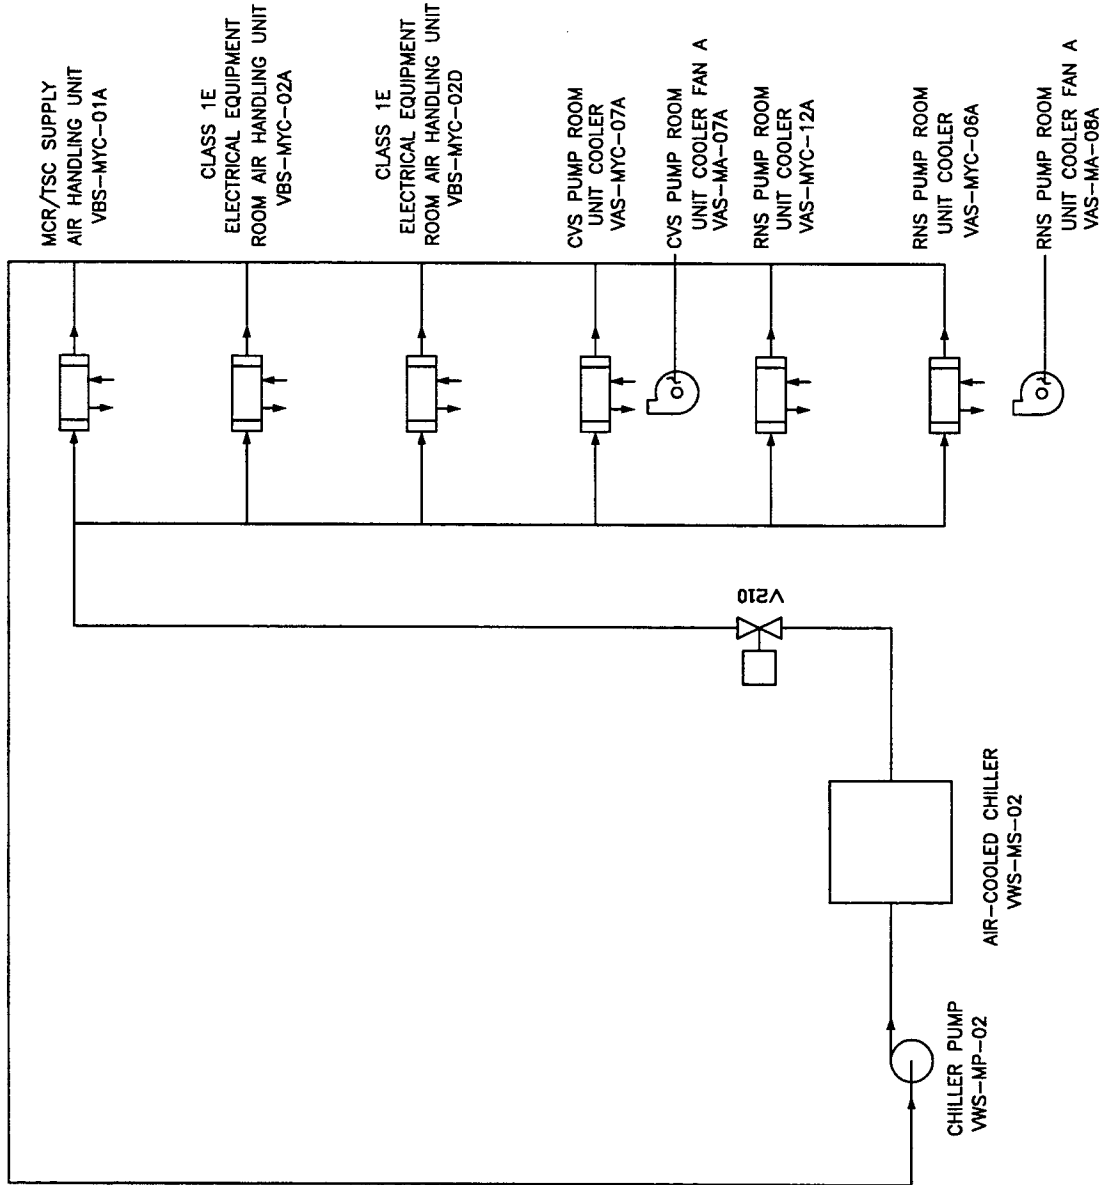 MCR/TSC SUPPLY
AIR HANDLING UNIT
VBS-MYC-01A
CLASS 1E
ELECTRICAL EQUIPMENT
ROOM AIR HANDLING UNIT
VBS-MYC-02A
CLASS 1E
ELECTRICAL EQUIPMENT
ROOM AIR HANDLING UNIT
VBS-MYC-02D
CVS PUMP ROOM
UNIT COOLER
VAS-MYC-07A
CVS PUMP ROOM
UNIT COOLER FAN A
VAS-MA-07A
RNS PUMP ROOM
UNIT COOLER
VAS-MYC-12A
RNS PUMP ROOM
UNIT COOLER
VAS-MYC-06A
RNS PUMP ROOM
UNIT COOLER FAN A
VAS-MA-08A
V210
AIR-COOLED CHILLER
VWS-MS-02
CHILLER PUMP
VWS-MP-02